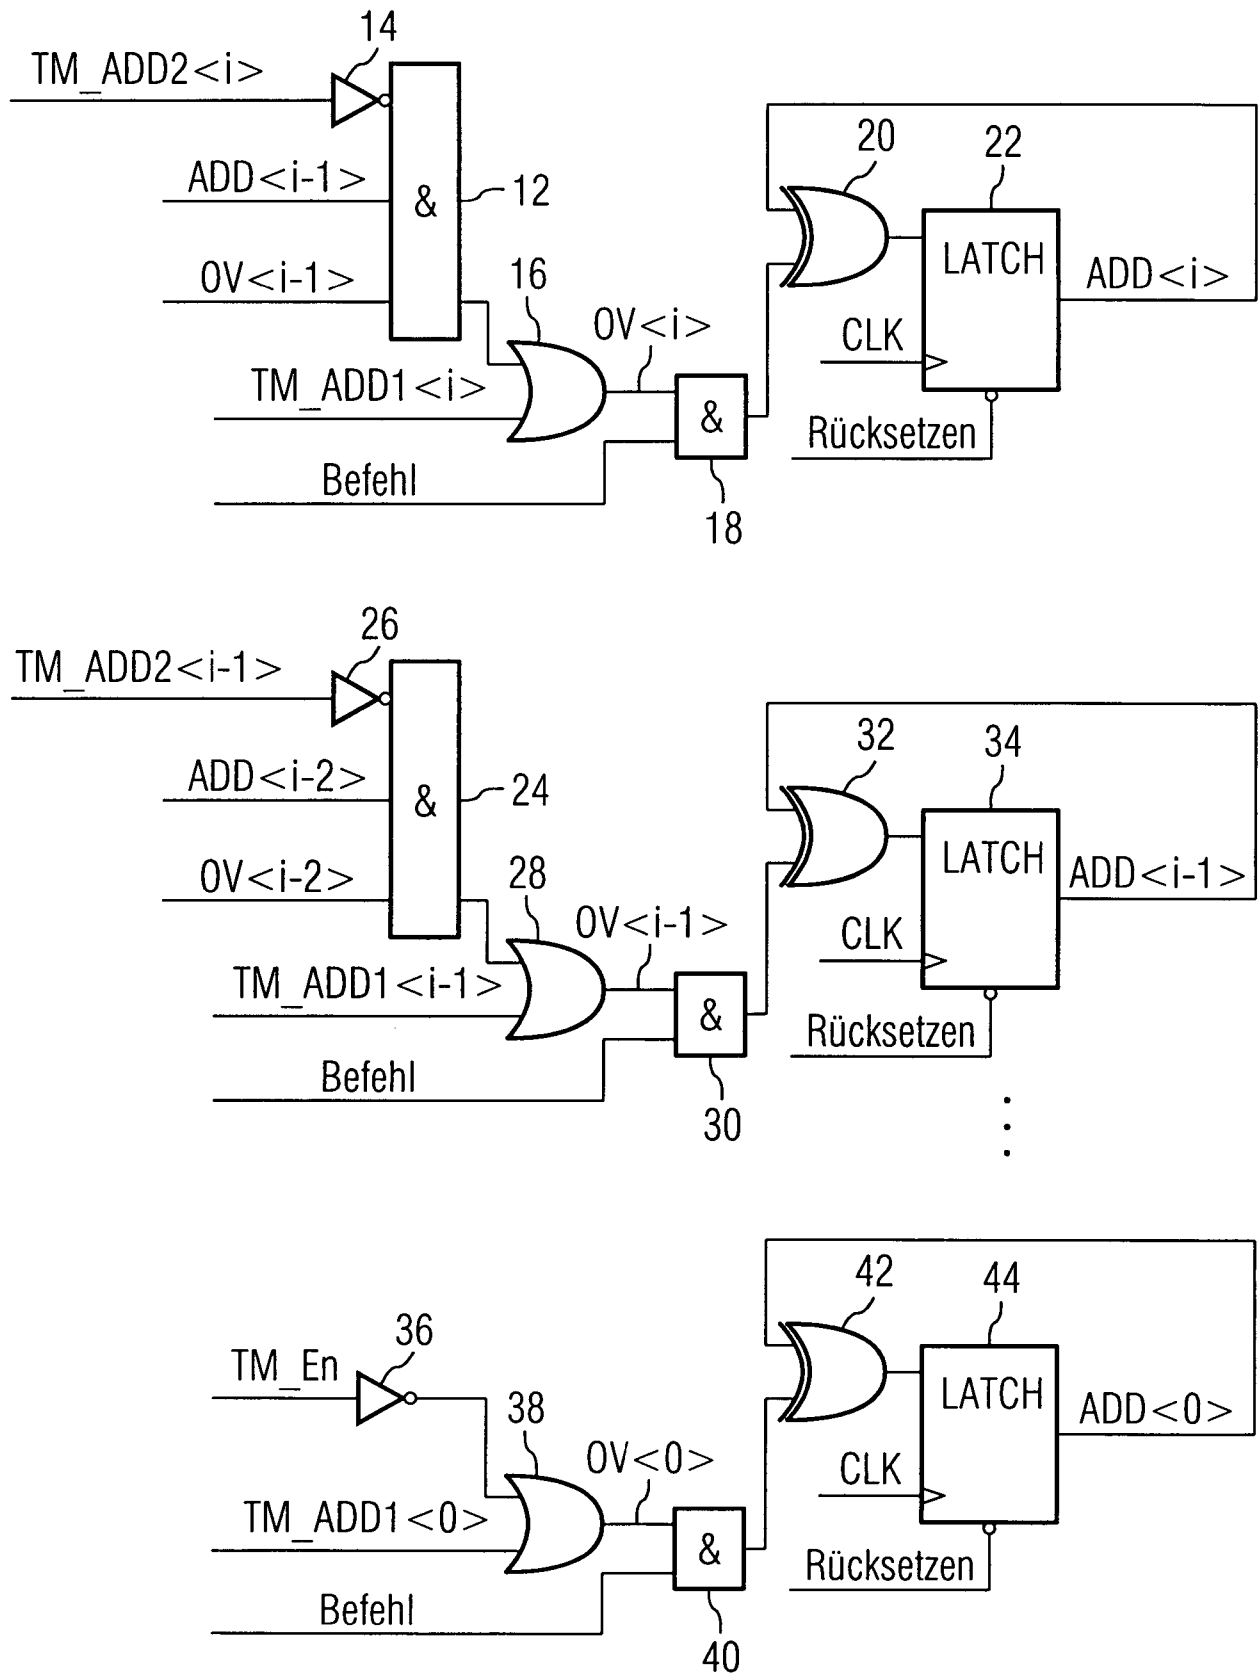 14
TM_ADD2<i>
ADD<i-1>
&
12
OV<i-1>
16
TM_ADD1<i>
OV<i>
Befehl
&
18
20
22
LATCH
ADD<i>
CLK
Rücksetzen
26
TM_ADD2<i-1>
ADD<i-2>
&
24
OV<i-2>
28
TM_ADD1<i-1>
OV<i-1>
Befehl
&
30
32
34
LATCH
ADD<i-1>
CLK
Rücksetzen
36
TM_En
38
TM_ADD1<0>
OV<0>
Befehl
&
40
42
44
LATCH
ADD<0>
CLK
Rücksetzen